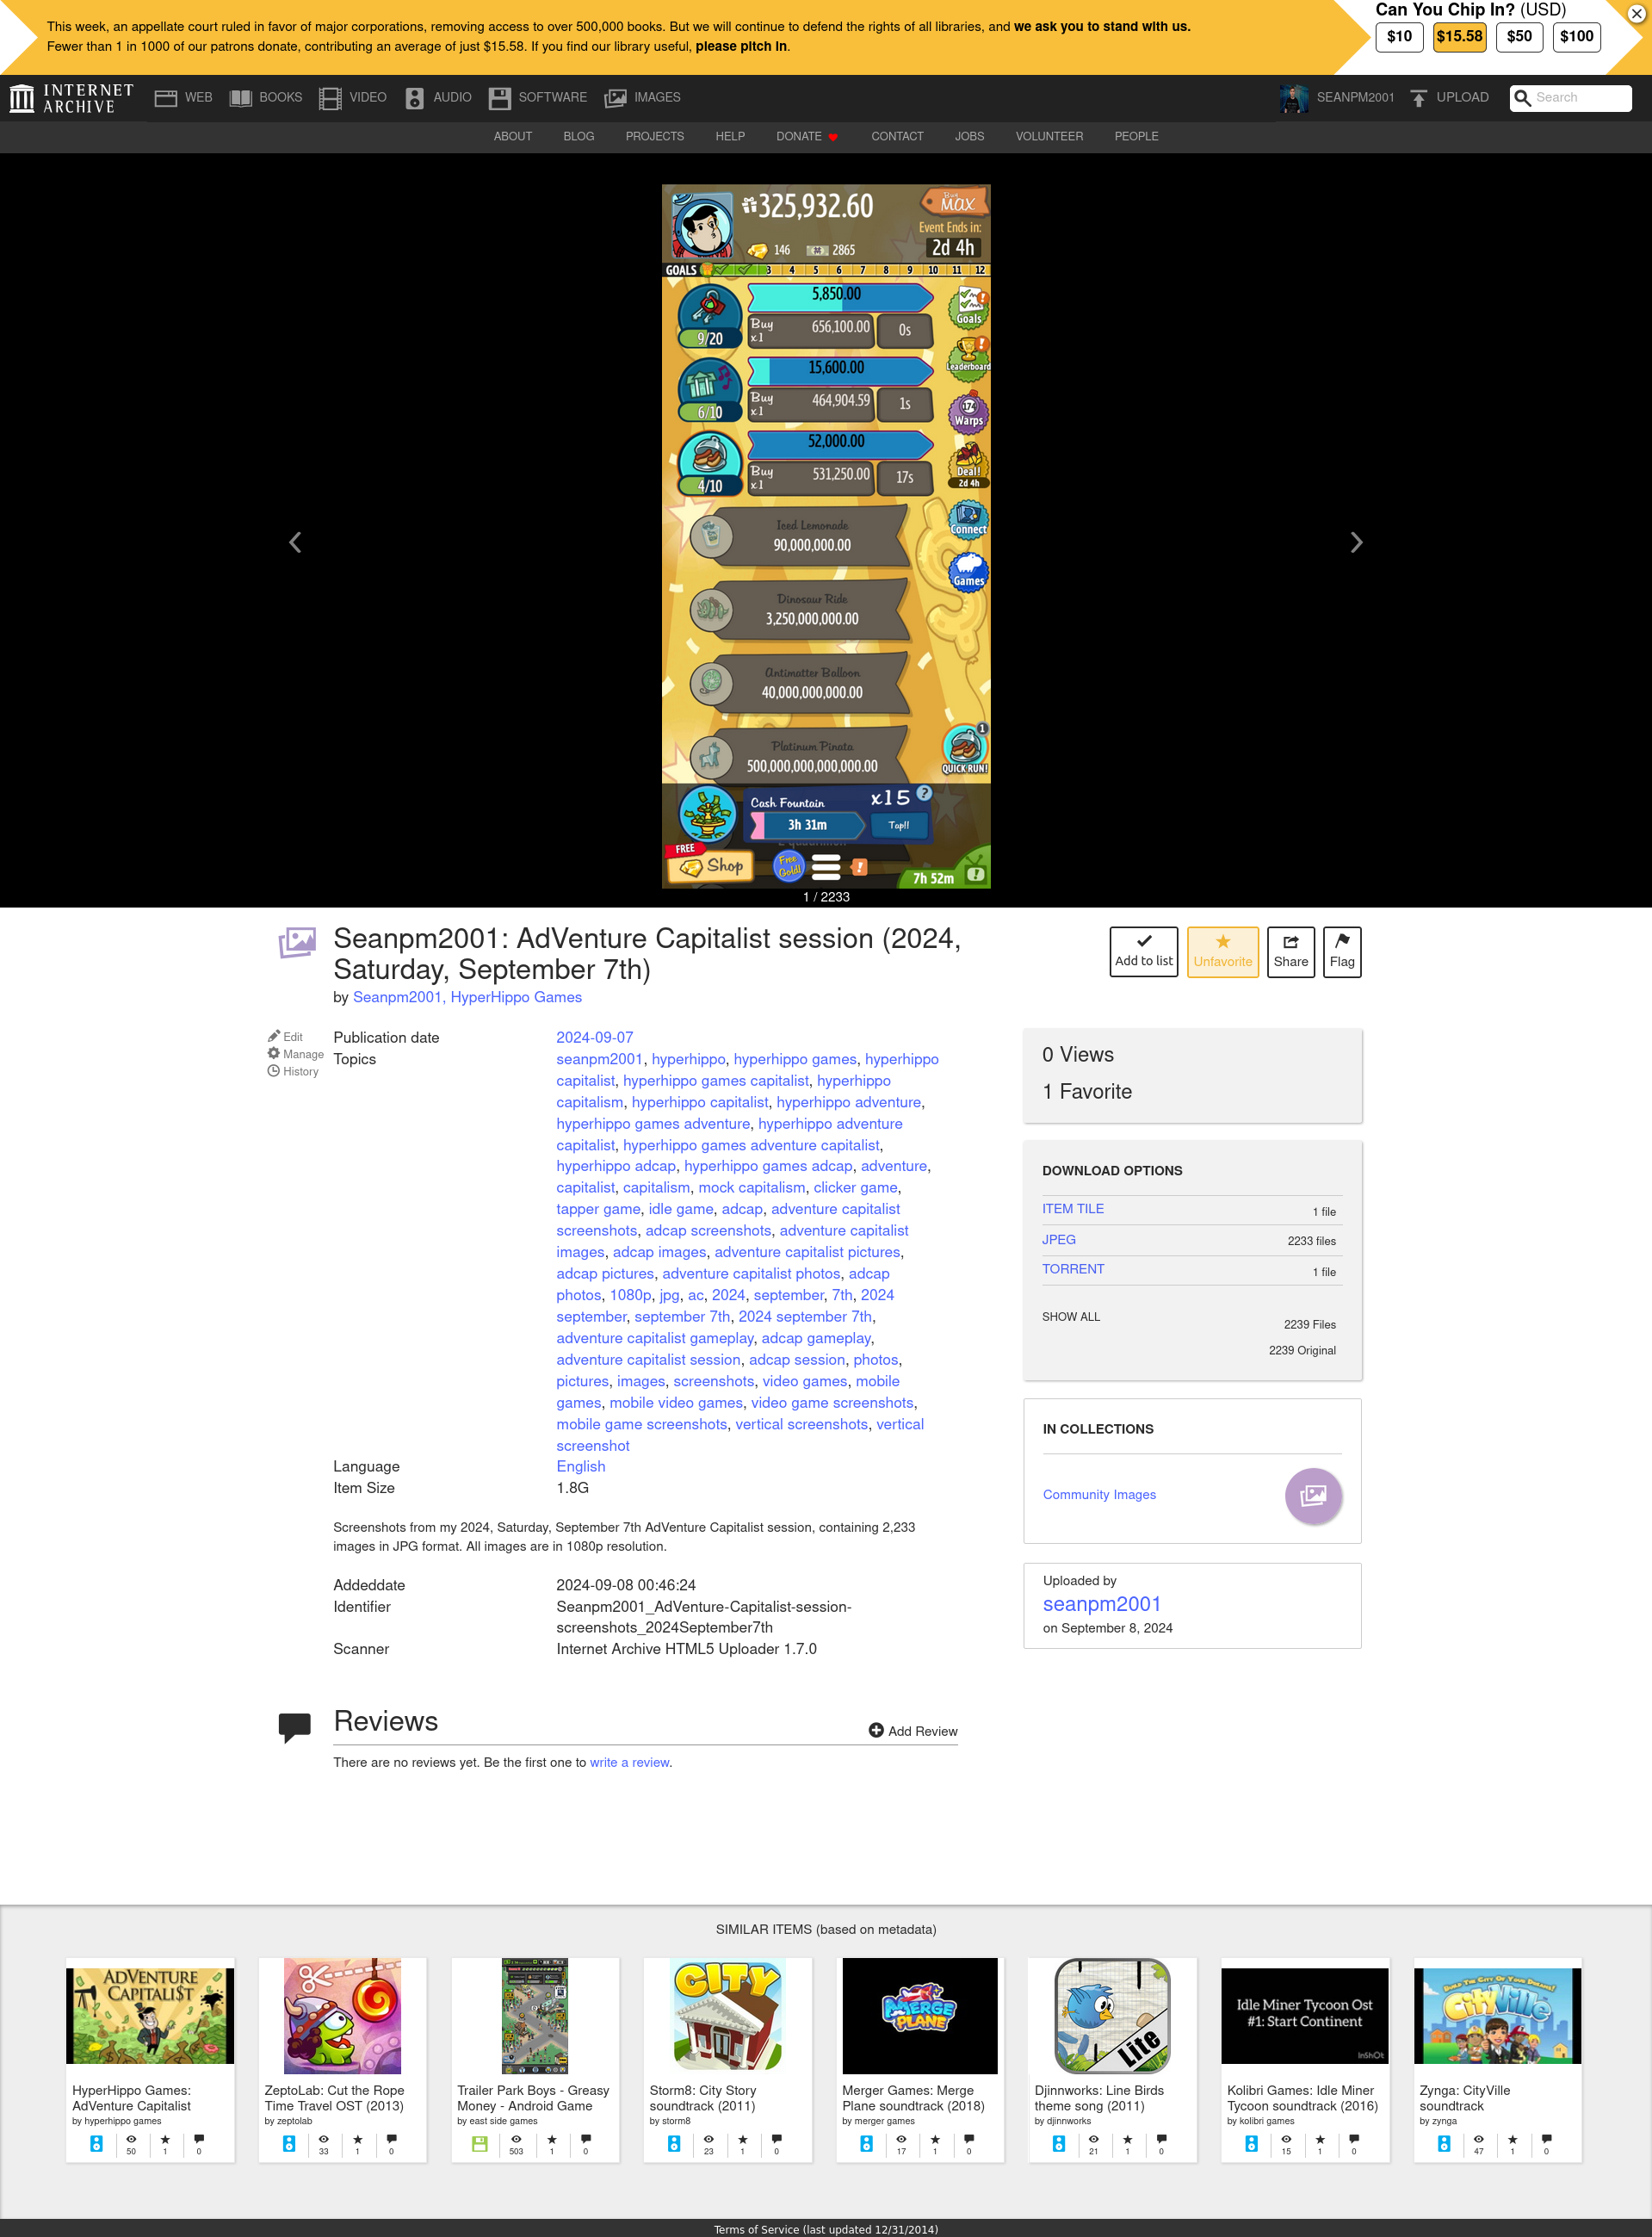 This week, an appellate court ruled in favor of major corporations, removing access to over 500,000 books. But we will continue to defend the rights of all libraries, and we ask you to stand with us.
Fewer than 1 in 1000 of our patrons donate, contributing an average of just $15.58. If you find our library useful, please pitch in.
Can You Chip In? (USD)
$10 $15.58 $50 $100
INTERNET ARCHIVE
WEB BOOKS VIDEO AUDIO SOFTWARE IMAGES
SEANPM2001 UPLOAD Search
ABOUT BLOG PROJECTS HELP DONATE CONTACT JOBS VOLUNTEER PEOPLE
325,932.60
Buy MAX
Event Ends in:
2d 4h
146 2865
GOALS 3 4 5 6 7 8 9 10 11 12
5,850.00
Buy x1 656,100.00 0s
9/20
Goals
15,600.00
Leaderboard
Buy x1 464,904.59 1s
6/10
174
Warps
52,000.00
Buy x1 531,250.00 17s
4/10
Deal!
2d 4h
Connect
Iced Lemonade
90,000,000.00
Games
Dinosaur Ride
3,250,000,000.00
Antimatter Balloon
40,000,000,000.00
Platinum Pinata
500,000,000,000,000.00
1
QUICK RUN!
Cash Fountain x15 ?
3h 31m Tap!!
FREE
Shop
Free Gold!
7h 52m
1 / 2233
Seanpm2001: AdVenture Capitalist session (2024,
Saturday, September 7th)
by Seanpm2001, HyperHippo Games
Add to list Unfavorite Share Flag
Edit
Manage
History
Publication date 2024-09-07
Topics seanpm2001, hyperhippo, hyperhippo games, hyperhippo
capitalist, hyperhippo games capitalist, hyperhippo
capitalism, hyperhippo capitalist, hyperhippo adventure,
hyperhippo games adventure, hyperhippo adventure
capitalist, hyperhippo games adventure capitalist,
hyperhippo adcap, hyperhippo games adcap, adventure,
capitalist, capitalism, mock capitalism, clicker game,
tapper game, idle game, adcap, adventure capitalist
screenshots, adcap screenshots, adventure capitalist
images, adcap images, adventure capitalist pictures,
adcap pictures, adventure capitalist photos, adcap
photos, 1080p, jpg, ac, 2024, september, 7th, 2024
september, september 7th, 2024 september 7th,
adventure capitalist gameplay, adcap gameplay,
adventure capitalist session, adcap session, photos,
pictures, images, screenshots, video games, mobile
games, mobile video games, video game screenshots,
mobile game screenshots, vertical screenshots, vertical
screenshot
Language English
Item Size 1.8G
Screenshots from my 2024, Saturday, September 7th AdVenture Capitalist session, containing 2,233
images in JPG format. All images are in 1080p resolution.
Addeddate 2024-09-08 00:46:24
Identifier Seanpm2001_AdVenture-Capitalist-session-
screenshots_2024September7th
Scanner Internet Archive HTML5 Uploader 1.7.0
0 Views
1 Favorite
DOWNLOAD OPTIONS
ITEM TILE 1 file
JPEG 2233 files
TORRENT 1 file
SHOW ALL 2239 Files
2239 Original
IN COLLECTIONS
Community Images
Uploaded by
seanpm2001
on September 8, 2024
Reviews
Add Review
There are no reviews yet. Be the first one to write a review.
SIMILAR ITEMS (based on metadata)
ADVENTURE
CAPITALI$T
HyperHippo Games:
AdVenture Capitalist
by hyperhippo games
50 1 0
ZeptoLab: Cut the Rope
Time Travel OST (2013)
by zeptolab
33 1 0
Trailer Park Boys - Greasy
Money - Android Game
by east side games
503 1 0
CITY
Storm8: City Story
soundtrack (2011)
by storm8
23 1 0
MERGE PLANE
Merger Games: Merge
Plane soundtrack (2018)
by merger games
17 1 0
Lite
Djinnworks: Line Birds
theme song (2011)
by djinnworks
21 1 0
Idle Miner Tycoon Ost
#1: Start Continent
InShOt
Kolibri Games: Idle Miner
Tycoon soundtrack (2016)
by kolibri games
15 1 0
BUILD THE CITY OF YOUR DREAMS!
CityVille
Zynga: CityVille
soundtrack
by zynga
47 1 0
Terms of Service (last updated 12/31/2014)